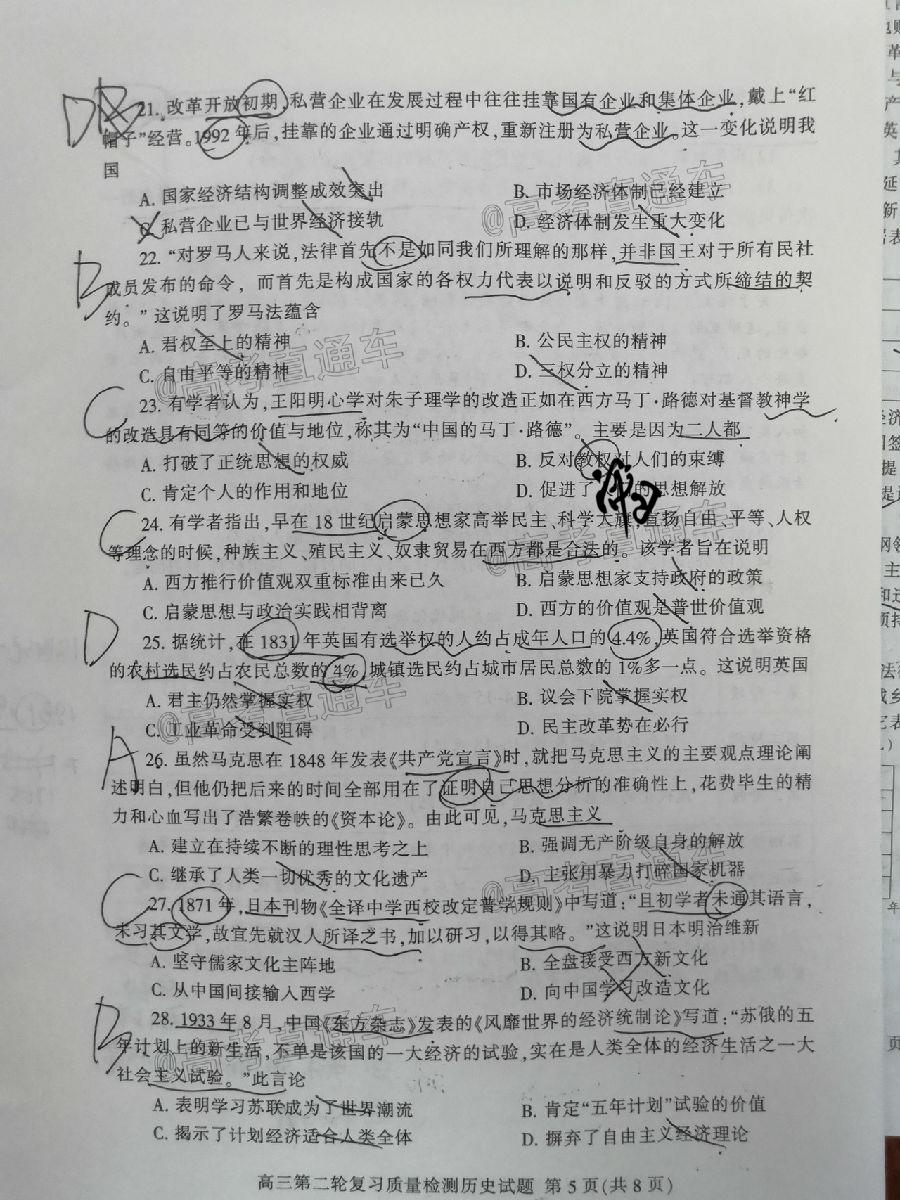 21. 改革开放初期,私营企业在发展过程中往往挂靠国有企业和集体企业,戴上“红
帽子”经营。1992年后,挂靠的企业通过明确产权,重新注册为私营企业。这一变化说明我
国
A. 国家经济结构调整成效突出 B. 市场经济体制已经建立
C. 私营企业已与世界经济接轨 D. 经济体制发生重大变化
22. “对罗马人来说,法律首先不是如同我们所理解的那样,并非国王对于所有民社
成员发布的命令,而首先是构成国家的各权力代表以说明和反驳的方式所缔结的契
约。”这说明了罗马法蕴含
A. 君权至上的精神 B. 公民主权的精神
C. 自由平等的精神 D. 三权分立的精神
23. 有学者认为,王阳明心学对朱子理学的改造正如在西方马丁·路德对基督教神学
的改造具有同等的价值与地位,称其为“中国的马丁·路德”。主要是因为二人都
A. 打破了正统思想的权威 B. 反对教权对人们的束缚
C. 肯定个人的作用和地位 D. 促进了 的思想解放
24. 有学者指出,早在18世纪启蒙思想家高举民主、科学大旗,宣扬自由、平等、人权
等理念的时候,种族主义、殖民主义、奴隶贸易在西方都是合法的。该学者旨在说明
A. 西方推行价值观双重标准由来已久 B. 启蒙思想家支持政府的政策
C. 启蒙思想与政治实践相背离 D. 西方的价值观是普世价值观
25. 据统计,在1831年英国有选举权的人约占成年人口的4.4%,英国符合选举资格
的农村选民约占农民总数的4%,城镇选民约占城市居民总数的1%多一点。这说明英国
A. 君主仍然掌握实权 B. 议会下院掌握实权
C. 工业革命受到阻碍 D. 民主改革势在必行
26. 虽然马克思在1848年发表《共产党宣言》时,就把马克思主义的主要观点理论阐
述明白,但他仍把后来的时间全部用在了证明自己思想分析的准确性上,花费毕生的精
力和心血写出了浩繁卷帙的《资本论》。由此可见,马克思主义
A. 建立在持续不断的理性思考之上 B. 强调无产阶级自身的解放
C. 继承了人类一切优秀的文化遗产 D. 主张用暴力打碎国家机器
27. 1871年,日本刊物《全译中学西校改定普学规则》中写道:“且初学者未通其语言,
未习其文学,故宜先就汉人所译之书,加以研习,以得其略。”这说明日本明治维新
A. 坚守儒家文化主阵地 B. 全盘接受西方新文化
C. 从中国间接输入西学 D. 向中国学习改造文化
28. 1933年8月,中国《东方杂志》发表的《风靡世界的经济统制论》写道:“苏俄的五
年计划上的新生活,不单是该国的一大经济的试验,实在是人类全体的经济生活之一大
社会主义试验。”此言论
A. 表明学习苏联成为了世界潮流 B. 肯定“五年计划”试验的价值
C. 揭示了计划经济适合人类全体 D. 摒弃了自由主义经济理论
高三第二轮复习质量检测历史试题 第5页(共8页)
@高考直通车
@高考直通车
@高考直通车
@高考直通车
@高考直通车
@高考直通车
@高考直通车
@高考直通车
D
B
C
C
D
A
C
B